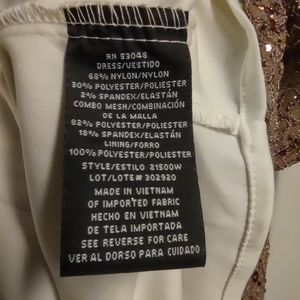 RN 53048
DRESS/VESTIDO
68% NYLON/NYLON
30% POLYESTER/POLIESTER
2% SPANDEX/ELASTÁN
COMBO MESH/COMBINACIÓN
DE LA MALLA
82% POLYESTER/POLIESTER
18% SPANDEX/ELASTÁN
LINING/FORRO
100% POLYESTER/POLIESTER
STYLE/ESTILO 21500W
LOT/LOTE# 302920
MADE IN VIETNAM
OF IMPORTED FABRIC
HECHO EN VIETNAM
DE TELA IMPORTADA
SEE REVERSE FOR CARE
VER AL DORSO PARA CUIDADO